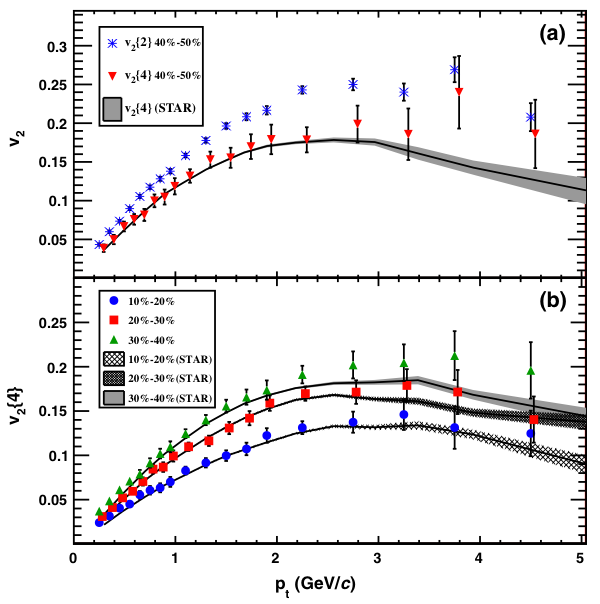 (a)
v2{2} 40%-50%
v2{4} 40%-50%
v2{4} (STAR)
v2
0.3
0.25
0.2
0.15
0.1
0.05
(b)
10%-20%
20%-30%
30%-40%
10%-20%(STAR)
20%-30%(STAR)
30%-40%(STAR)
v2{4}
0.25
0.2
0.15
0.1
0.05
0 1 2 3 4 5
pt (GeV/c)